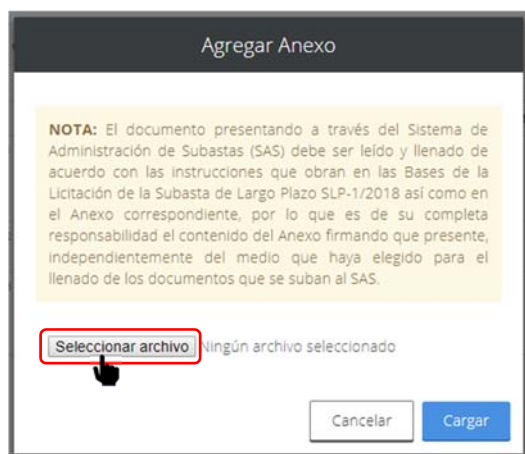 Agregar Anexo
NOTA: El documento presentando a través del Sistema de
Administración de Subastas (SAS) debe ser leído y llenado de
acuerdo con las instrucciones que obran en las Bases de la
Licitación de la Subasta de Largo Plazo SLP-1/2018 así como en
el Anexo correspondiente, por lo que es de su completa
responsabilidad el contenido del Anexo firmando que presente,
independientemente del medio que haya elegido para el
llenado de los documentos que se suban al SAS.
Seleccionar archivo Ningún archivo seleccionado
Cancelar Cargar